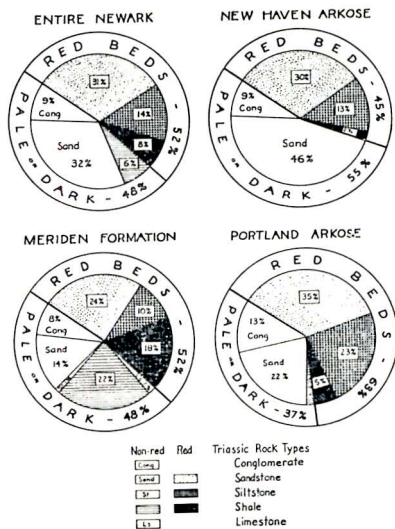 ENTIRE NEWARK
RED BEDS - 52%
PALE or DARK - 48%
31%
14%
8%
6%
9%
Cong
Sand
32%
NEW HAVEN ARKOSE
RED BEDS - 45%
PALE or DARK - 55%
30%
13%
9%
Cong
Sand
46%
MERIDEN FORMATION
RED BEDS - 52%
PALE or DARK - 48%
24%
10%
18%
22%
8%
Cong
Sand
14%
PORTLAND ARKOSE
RED BEDS - 63%
PALE or DARK - 37%
35%
23%
5%
13%
Cong
Sand
22%
Non-red Red Triassic Rock Types
Cong Conglomerate
Sand Sandstone
St Siltstone
Shale
Ls Limestone